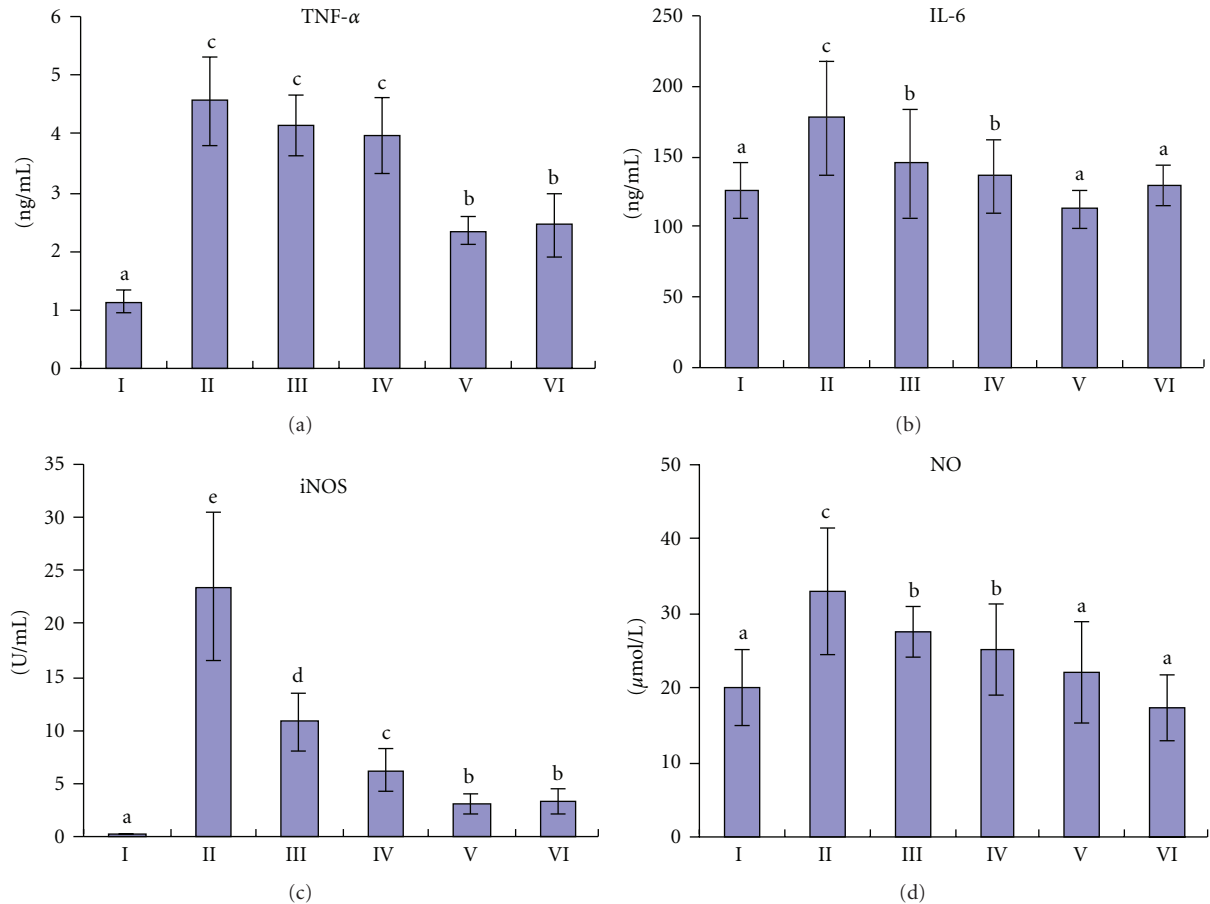 TNF-α
6
5
4
3
2
1
0
(ng/mL)
a
c
c
c
b
b
I II III IV V VI
(a)
IL-6
250
200
150
100
50
0
(ng/mL)
a
c
b
b
a
a
I II III IV V VI
(b)
iNOS
35
30
25
20
15
10
5
0
(U/mL)
a
e
d
c
b
b
I II III IV V VI
(c)
NO
50
40
30
20
10
0
(μmol/L)
a
c
b
b
a
a
I II III IV V VI
(d)